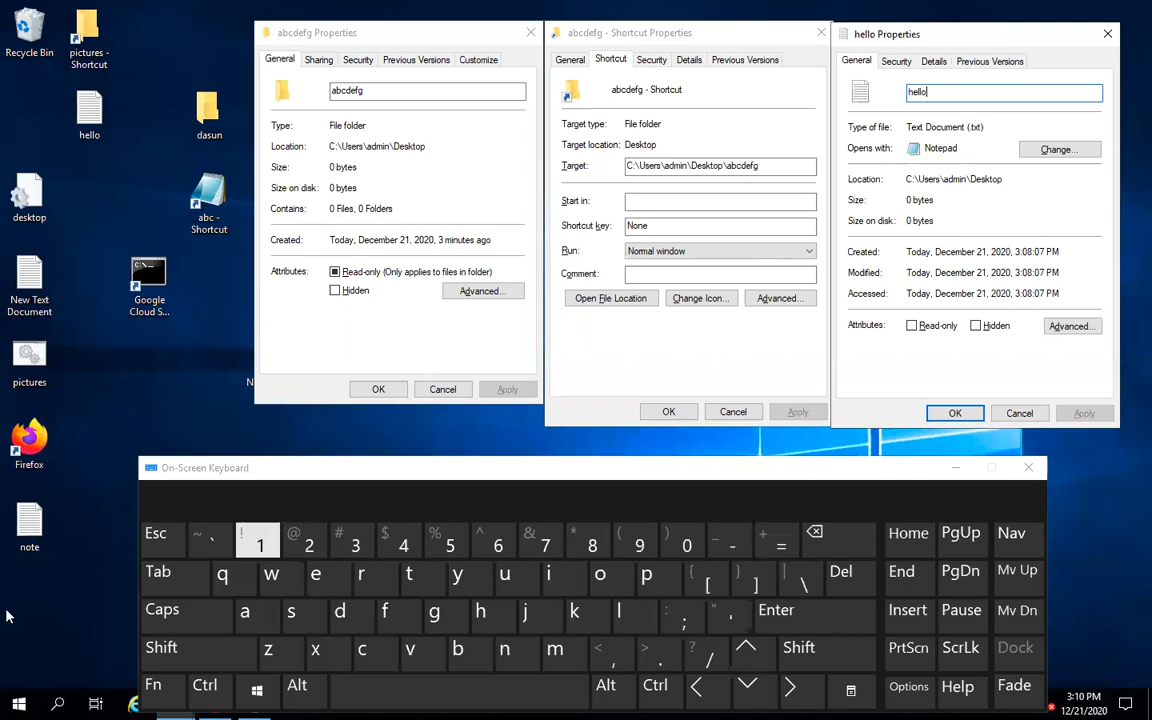 Recycle Bin
pictures -
Shortcut
hello
dasun
desktop
abc -
Shortcut
New Text
Document
Google
Cloud S...
pictures
N
Firefox
note
abcdefg Properties
General
Sharing
Security
Previous Versions
Customize
abcdefg
Type:
File folder
Location:
C:\Users\admin\Desktop
Size:
0 bytes
Size on disk:
0 bytes
Contains:
0 Files, 0 Folders
Created:
Today, December 21, 2020, 3 minutes ago
Attributes:
Read-only (Only applies to files in folder)
Hidden
Advanced...
OK
Cancel
Apply
abcdefg - Shortcut Properties
General
Shortcut
Security
Details
Previous Versions
abcdefg - Shortcut
Target type:
File folder
Target location:
Desktop
Target:
C:\Users\admin\Desktop\abcdefg
Start in:
Shortcut key:
None
Run:
Normal window
Comment:
Open File Location
Change Icon...
Advanced...
OK
Cancel
Apply
hello Properties
General
Security
Details
Previous Versions
hello
Type of file:
Text Document (.txt)
Opens with:
Notepad
Change...
Location:
C:\Users\admin\Desktop
Size:
0 bytes
Size on disk:
0 bytes
Created:
Today, December 21, 2020, 3:08:07 PM
Modified:
Today, December 21, 2020, 3:08:07 PM
Accessed:
Today, December 21, 2020, 3:08:07 PM
Attributes:
Read-only
Hidden
Advanced...
OK
Cancel
Apply
On-Screen Keyboard
Esc ~ ` ! 1 @ 2 # 3 $ 4 % 5 ^ 6 & 7 * 8 ( 9 ) 0 _ - + = Home PgUp Nav
Tab q w e r t y u i o p { [ } ] | \ Del End PgDn Mv Up
Caps a s d f g h j k l : ; " ' Enter Insert Pause Mv Dn
Shift z x c v b n m < , > . ? / Shift PrtScn ScrLk Dock
Fn Ctrl Alt Alt Ctrl Options Help Fade
3:10 PM
12/21/2020